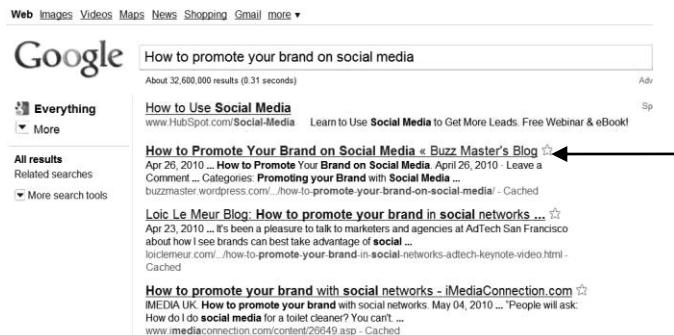 Web Images Videos Maps News Shopping Gmail more ▼
Google
How to promote your brand on social media
About 32,600,000 results (0.31 seconds)
Adv
Everything
More
All results
Related searches
More search tools
How to Use Social Media
Sp
www.HubSpot.com/Social-Media Learn to Use Social Media to Get More Leads. Free Webinar & eBook!
How to Promote Your Brand on Social Media « Buzz Master's Blog
Apr 26, 2010 ... How to Promote Your Brand on Social Media. April 26, 2010 · Leave a
Comment ... Categories: Promoting your Brand with Social Media ...
buzzmaster.wordpress.com/.../how-to-promote-your-brand-on-social-media/ - Cached
Loic Le Meur Blog: How to promote your brand in social networks ...
Apr 23, 2010 ... It's been a pleasure to talk to marketers and agencies at AdTech San Francisco
about how I see brands can best take advantage of social ...
loiclemeur.com/.../how-to-promote-your-brand-in-social-networks-adtech-keynote-video.html -
Cached
How to promote your brand with social networks - iMediaConnection.com
IMEDIA UK. How to promote your brand with social networks. May 04, 2010 ... "People will ask:
How do I do social media for a toilet cleaner? You can't. ...
www.imediaconnection.com/content/26649.asp - Cached